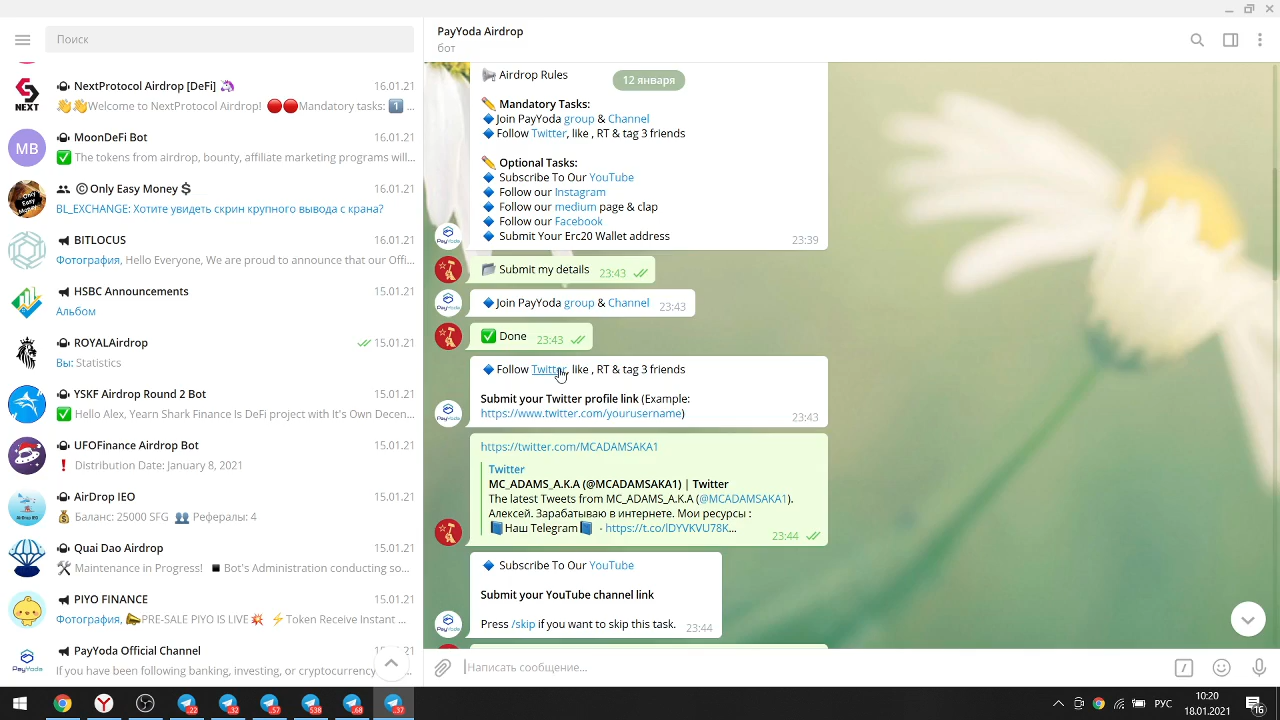 Поиск
NextProtocol Airdrop [DeFi] 🦄 16.01.21
👋👋Welcome to NextProtocol Airdrop! 🔴🔴Mandatory tasks: 1️⃣ ...
NEXT
MoonDeFi Bot 16.01.21
MB
✅ The tokens from airdrop, bounty, affiliate marketing programs will...
©Only Easy Money💲 16.01.21
BL_EXCHANGE: Хотите увидеть скрин крупного вывода с крана?
BITLOCUS 16.01.21
Фотография, Hello Everyone, We are proud to announce that our Offi...
HSBC Announcements 15.01.21
Альбом
ROYALAirdrop 15.01.21
Вы: Statistics
YSKF Airdrop Round 2 Bot 15.01.21
✅ Hello Alex, Yearn Shark Finance Is DeFi project with It's Own Decen...
UFOFinance Airdrop Bot 15.01.21
❗ Distribution Date: January 8, 2021
AirDrop IEO 15.01.21
💰 Баланс: 25000 SFG 👥 Рефералы: 4
Quai Dao Airdrop 15.01.21
🛠 Maintenance in Progress! ◾ Bot's Administration conducting so...
PIYO FINANCE 15.01.21
Фотография, 📣PRE-SALE PIYO IS LIVE💥 ⚡Token Receive Instant ...
PayYoda Official Channel
If you have been following banking, investing, or cryptocurrency
PayYoda
PayYoda Airdrop
бот
12 января
📢 Airdrop Rules
✏️ Mandatory Tasks:
🔹Join PayYoda group & Channel
🔹Follow Twitter, like , RT & tag 3 friends
✏️ Optional Tasks:
🔹 Subscribe To Our YouTube
🔹 Follow our Instagram
🔹 Follow our medium page & clap
🔹 Follow our Facebook
🔹 Submit Your Erc20 Wallet address
23:39
📂 Submit my details 23:43
🔹Join PayYoda group & Channel 23:43
✅ Done 23:43
🔹Follow Twitter, like , RT & tag 3 friends
Submit your Twitter profile link (Example:
https://www.twitter.com/yourusername) 23:43
https://twitter.com/MCADAMSAKA1
Twitter
MC_ADAMS_A.K.A (@MCADAMSAKA1) | Twitter
The latest Tweets from MC_ADAMS_A.K.A (@MCADAMSAKA1).
Алексей. Зарабатываю в интернете. Мои ресурсы :
📘Наш Telegram📘 - https://t.co/lDYVKVU78K...
23:44
🔹 Subscribe To Our YouTube
Submit your YouTube channel link
Press /skip if you want to skip this task. 23:44
Написать сообщение...
..22
..32
..57
538
..68
..37
РУС
10:20
18.01.2021
16